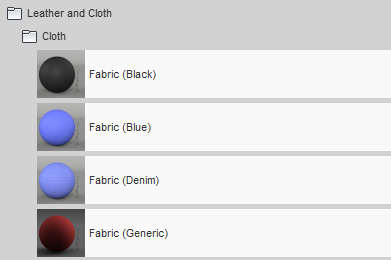 Leather and Cloth
Cloth
Fabric (Black)
Fabric (Blue)
Fabric (Denim)
Fabric (Generic)